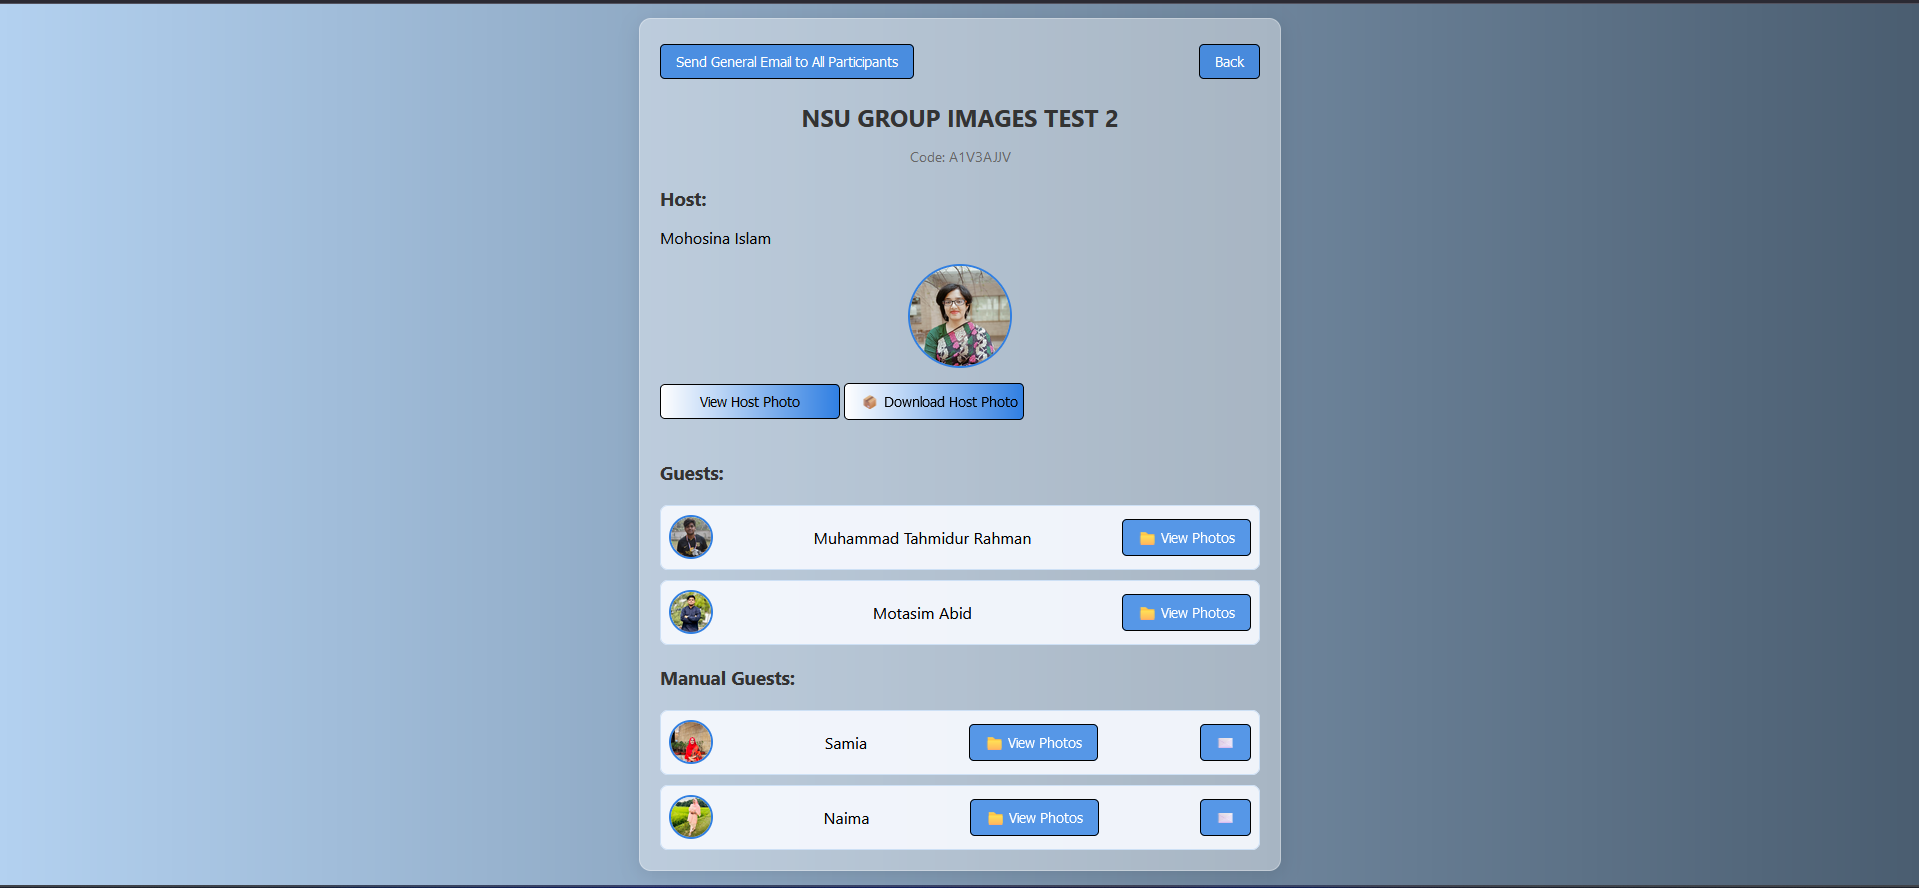 Send General Email to All Participants
Back
NSU GROUP IMAGES TEST 2
Code: A1V3AJJV
Host:
Mohosina Islam
View Host Photo
Download Host Photo
Guests:
Muhammad Tahmidur Rahman
View Photos
Motasim Abid
View Photos
Manual Guests:
Samia
View Photos
Naima
View Photos